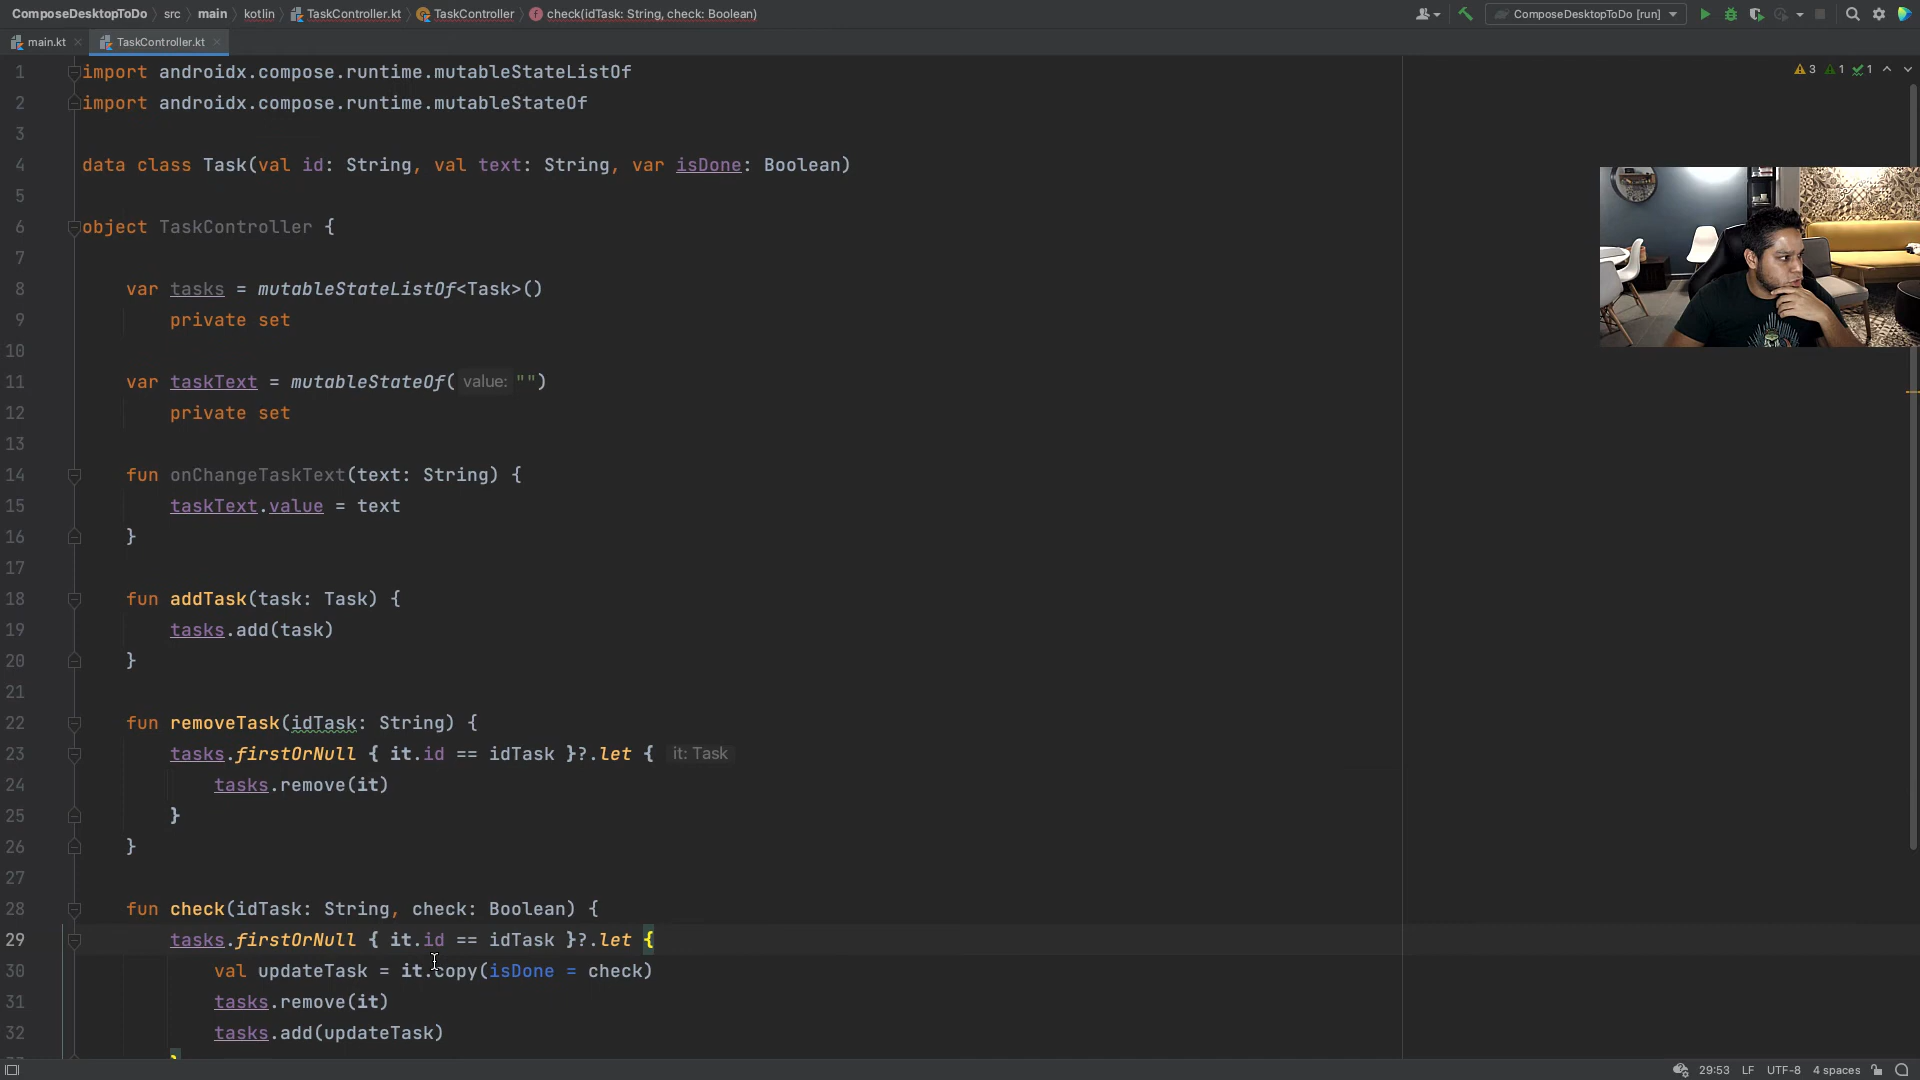 ComposeDesktopToDo src main kotlin TaskController.kt TaskController check(idTask: String, check: Boolean) ComposeDesktopToDo [run]
main.kt TaskController.kt
3 1 1
1 import androidx.compose.runtime.mutableStateListOf
2 import androidx.compose.runtime.mutableStateOf
3
4 data class Task(val id: String, val text: String, var isDone: Boolean)
5
6 object TaskController {
7
8 var tasks = mutableStateListOf<Task>()
9 private set
10
11 var taskText = mutableStateOf( value: "")
12 private set
13
14 fun onChangeTaskText(text: String) {
15 taskText.value = text
16 }
17
18 fun addTask(task: Task) {
19 tasks.add(task)
20 }
21
22 fun removeTask(idTask: String) {
23 tasks.firstOrNull { it.id == idTask }?.let { it: Task
24 tasks.remove(it)
25 }
26 }
27
28 fun check(idTask: String, check: Boolean) {
29 tasks.firstOrNull { it.id == idTask }?.let {
30 val updateTask = it.copy(isDone = check)
31 tasks.remove(it)
32 tasks.add(updateTask)
29:53 LF UTF-8 4 spaces